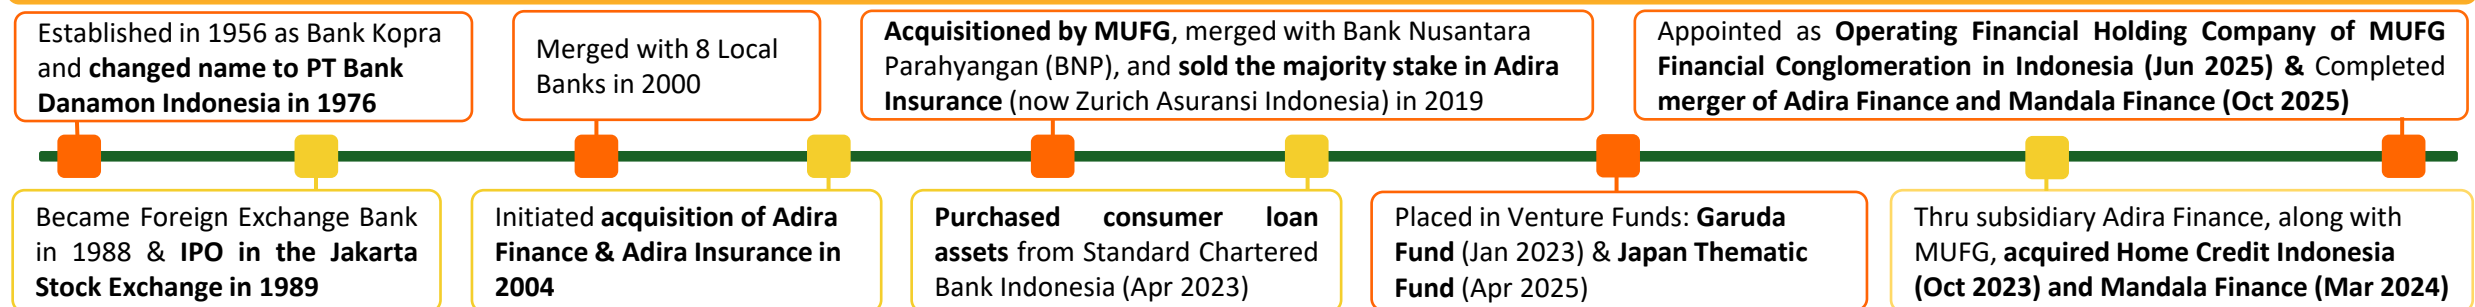 Established in 1956 as Bank Kopra
and changed name to PT Bank
Danamon Indonesia in 1976
Merged with 8 Local
Banks in 2000
Acquisitioned by MUFG, merged with Bank Nusantara
Parahyangan (BNP), and sold the majority stake in Adira
Insurance (now Zurich Asuransi Indonesia) in 2019
Appointed as Operating Financial Holding Company of MUFG
Financial Conglomeration in Indonesia (Jun 2025) & Completed
merger of Adira Finance and Mandala Finance (Oct 2025)
Became Foreign Exchange Bank
in 1988 & IPO in the Jakarta
Stock Exchange in 1989
Initiated acquisition of Adira
Finance & Adira Insurance in
2004
Purchased consumer loan
assets from Standard Chartered
Bank Indonesia (Apr 2023)
Placed in Venture Funds: Garuda
Fund (Jan 2023) & Japan Thematic
Fund (Apr 2025)
Thru subsidiary Adira Finance, along with
MUFG, acquired Home Credit Indonesia
(Oct 2023) and Mandala Finance (Mar 2024)